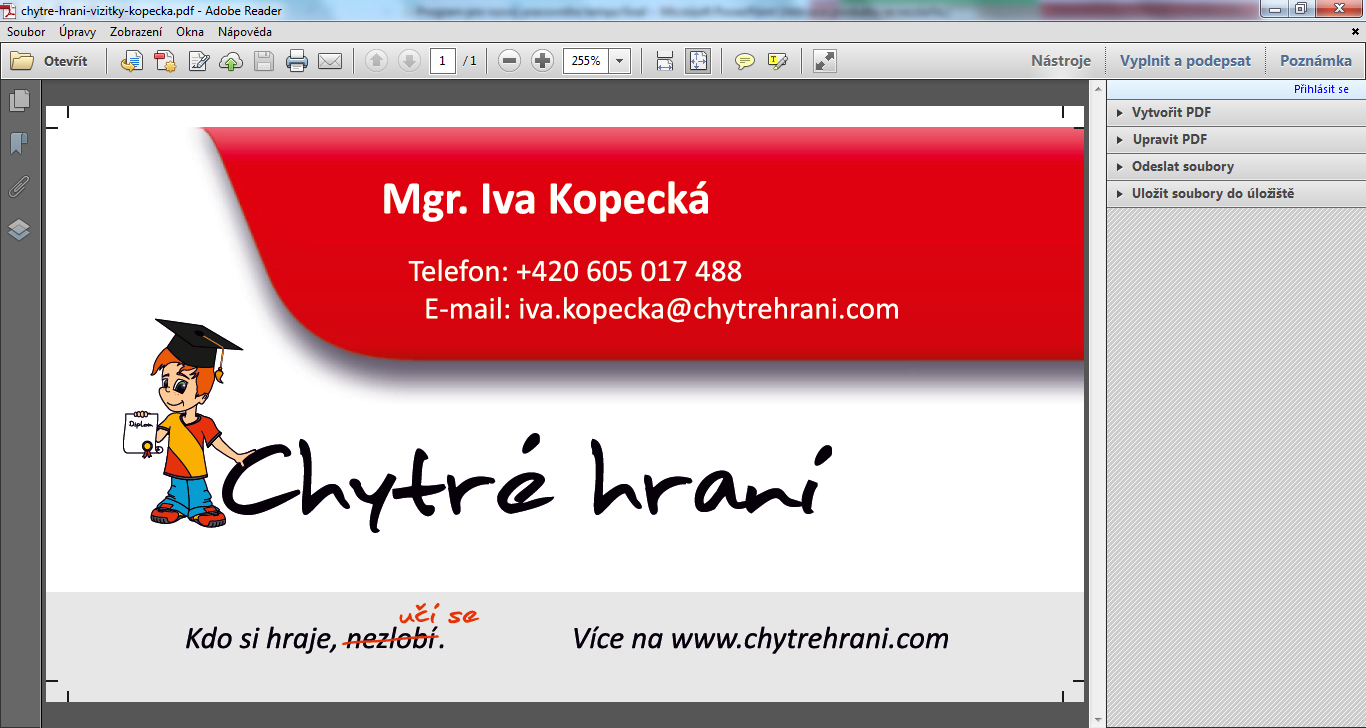 chytre-hrani-vizitky-kopecka.pdf - Adobe Reader
Soubor Úpravy Zobrazení Okna Nápověda
Otevřít 1 / 1 255% Nástroje Vyplnit a podepsat Poznámka
Přihlásit se
Vytvořit PDF
Upravit PDF
Odeslat soubory
Uložit soubory do úložiště
Mgr. Iva Kopecká
Telefon: +420 605 017 488
E-mail: iva.kopecka@chytrehrani.com
Diplom
Chytré hraní
učí se
Kdo si hraje, nezlobí. Více na www.chytrehrani.com